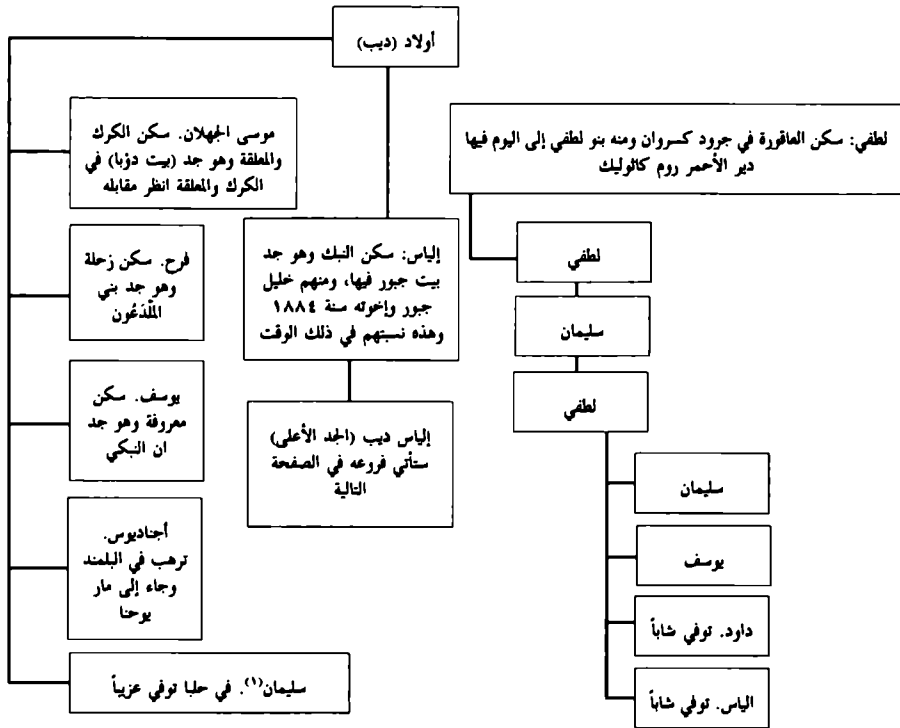 أولاد (ديب)
لطفي: سكن العاقورة في جرود كسروان ومنه بنو لطفي إلى اليوم فيها
دير الأحمر روم كاثوليك
لطفي
سليمان
لطفي
سليمان
يوسف
داود. توفي شاباً
الياس. توفي شاباً
إلياس: سكن النبك وهو جد
بيت جبور فيها، ومنهم خليل
جبور وإخوته سنة ١٨٨٤
وهذه نسبتهم في ذلك الوقت
إلياس ديب (الجد الأعلى)
ستأتي فروعه في الصفحة
التالية
موسى الجهلان. سكن الكرك
والمعلقة وهو جد (بيت دؤبا) في
الكرك والمعلقة انظر مقابله
فرح. سكن زحلة
وهو جد بني
الملْدَعُون
يوسف. سكن
معروفة وهو جد
ان النبكي
أجناديوس.
ترهب في البلمند
وجاء إلى مار
يوحنا
سليمان(١). في حلبا توفي عزيباً